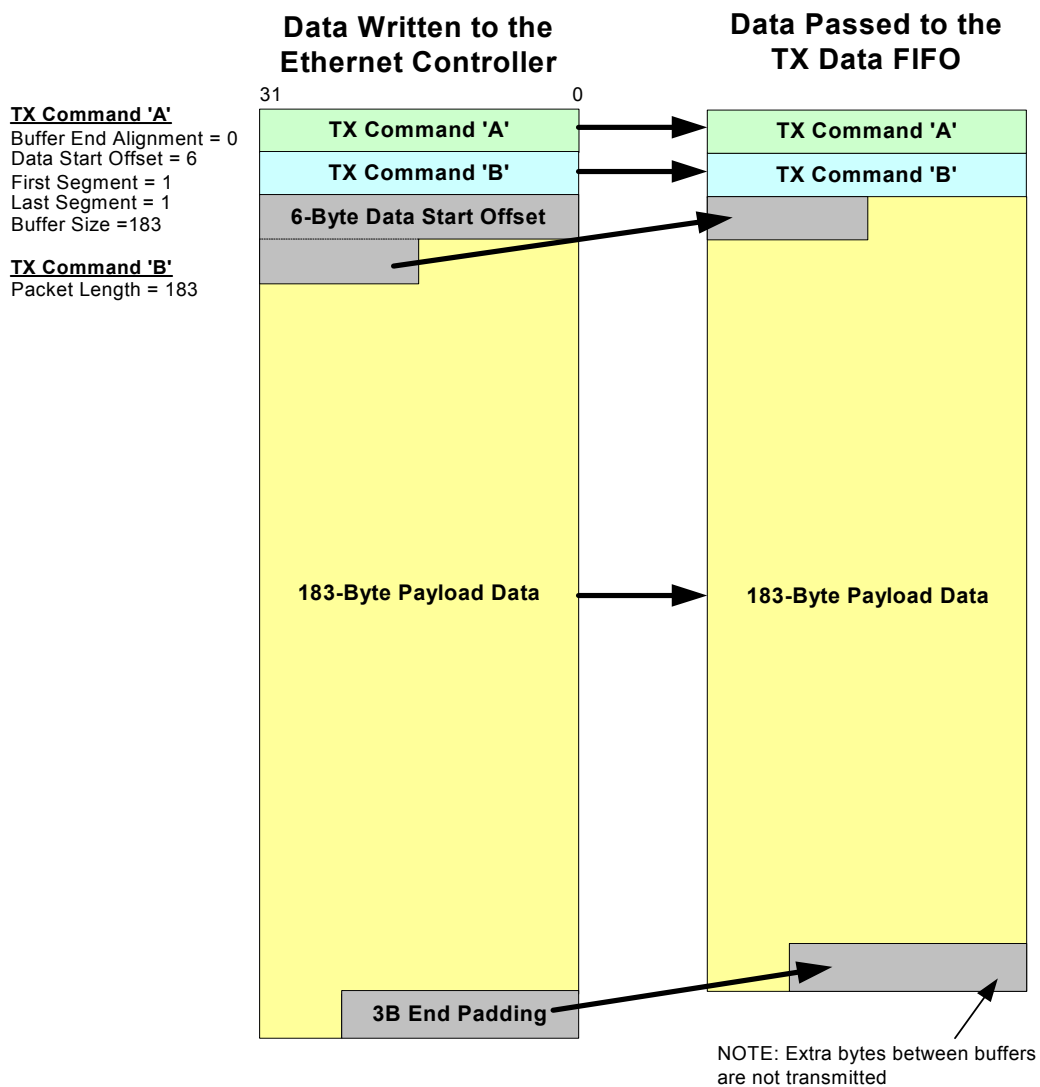 Data Written to the
Ethernet Controller
Data Passed to the
TX Data FIFO
31
0
TX Command 'A'
Buffer End Alignment = 0
Data Start Offset = 6
First Segment = 1
Last Segment = 1
Buffer Size =183
TX Command 'B'
Packet Length = 183
TX Command 'A'
TX Command 'B'
6-Byte Data Start Offset
183-Byte Payload Data
3B End Padding
TX Command 'A'
TX Command 'B'
183-Byte Payload Data
NOTE: Extra bytes between buffers
are not transmitted